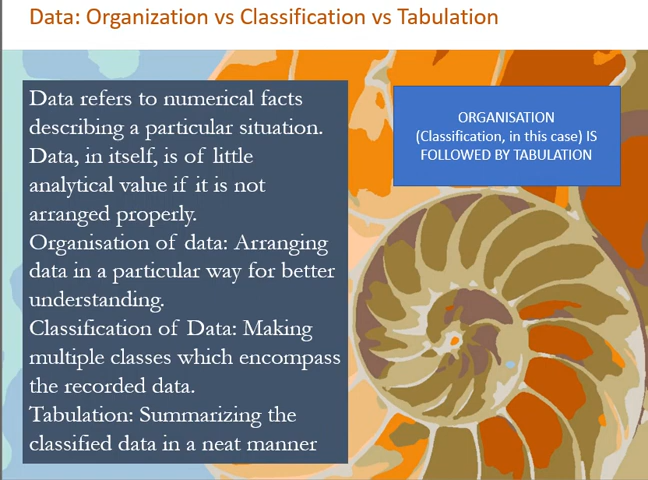 Data: Organization vs Classification vs Tabulation
Data refers to numerical facts
describing a particular situation.
Data, in itself, is of little
analytical value if it is not
arranged properly.
Organisation of data: Arranging
data in a particular way for better
understanding.
Classification of Data: Making
multiple classes which encompass
the recorded data.
Tabulation: Summarizing the
classified data in a neat manner
ORGANISATION
(Classification, in this case) IS
FOLLOWED BY TABULATION